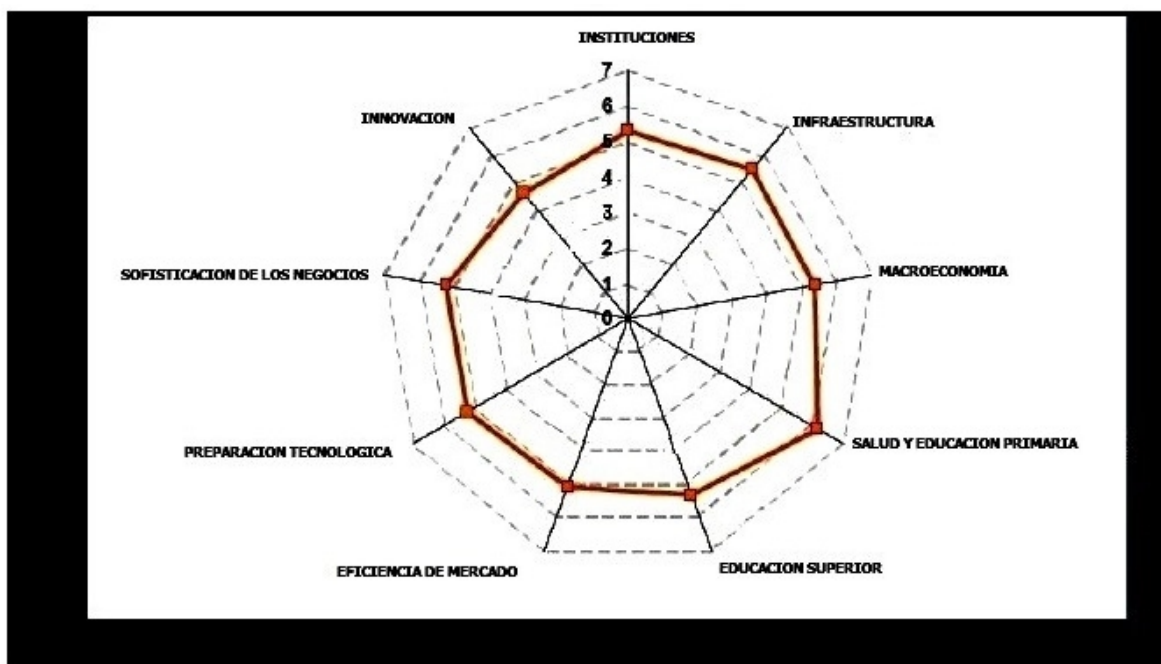 INSTITUCIONES
7
6
5
4
3
2
1
0
INFRAESTRUCTURA
MACROECONOMIA
SALUD Y EDUCACION PRIMARIA
EDUCACION SUPERIOR
EFICIENCIA DE MERCADO
PREPARACION TECNOLOGICA
SOFISTICACION DE LOS NEGOCIOS
INNOVACION